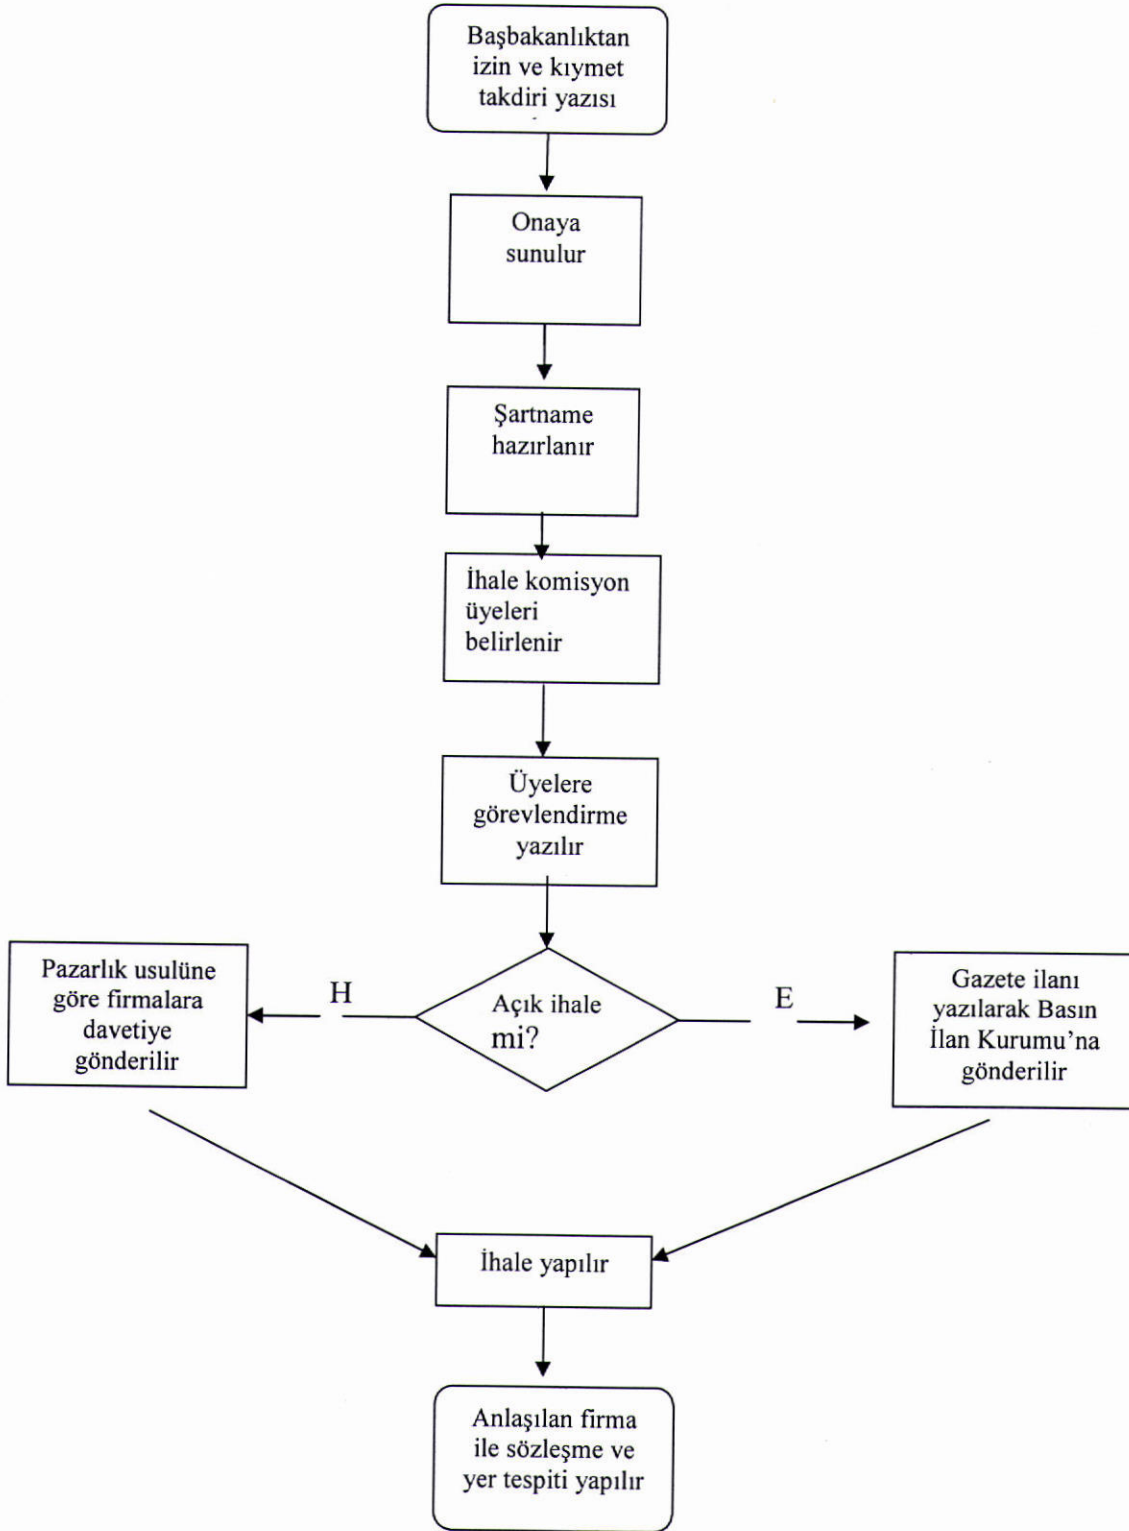 Başbakanlıktan
izin ve kıymet
takdiri yazısı
Onaya
sunulur
Şartname
hazırlanır
İhale komisyon
üyeleri
belirlenir
Üyelere
görevlendirme
yazılır
Pazarlık usulüne
göre firmalara
davetiye
gönderilir
H
Açık ihale
mi?
E
Gazete ilanı
yazılarak Basın
İlan Kurumu’na
gönderilir
İhale yapılır
Anlaşılan firma
ile sözleşme ve
yer tespiti yapılır